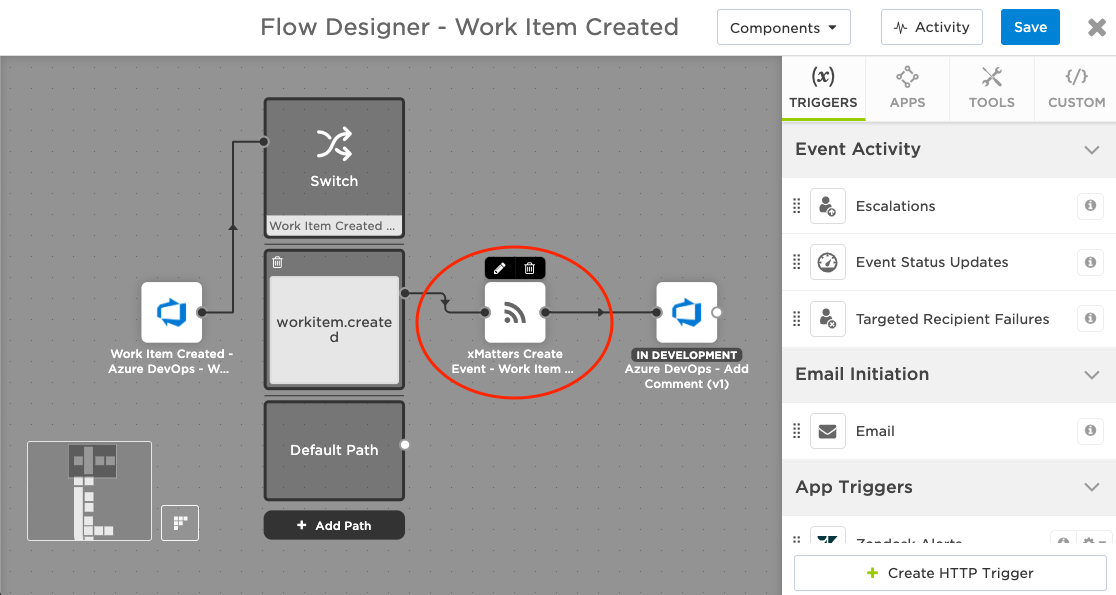 Flow Designer - Work Item Created
Components
Activity
Save
(x)
TRIGGERS
APPS
TOOLS
</>
CUSTOM
Event Activity
Escalations
Event Status Updates
Targeted Recipient Failures
Email Initiation
Email
App Triggers
Zendesk Alerts
+ Create HTTP Trigger
Switch
Work Item Created ...
workitem.create
d
Default Path
+ Add Path
Work Item Created -
Azure DevOps - W...
xMatters Create
Event - Work Item ...
IN DEVELOPMENT
Azure DevOps - Add
Comment (v1)